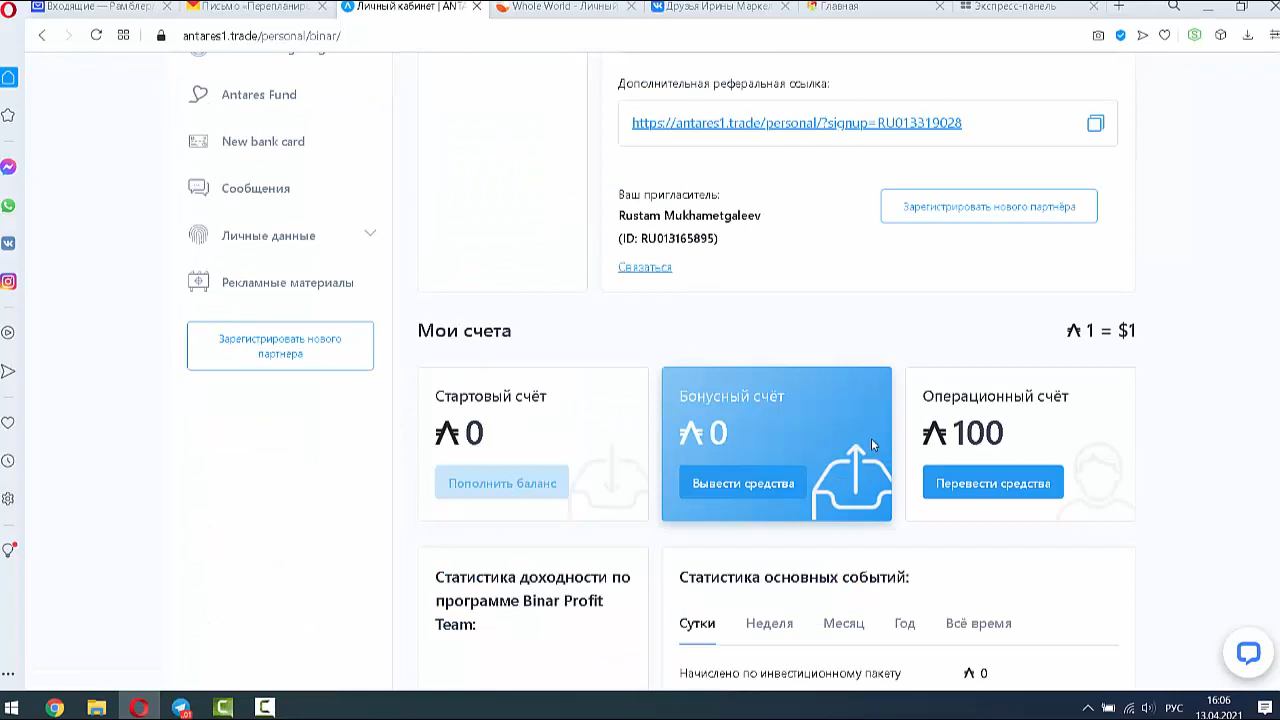 Входящие — Рамблер
Письмо «Перепланир
Личный кабинет | ANTA
Whole World - Личный
Друзья Ирины Маркел
Главная
Экспресс-панель
antares1.trade/personal/binar/
Antares Fund
New bank card
Сообщения
Личные данные
Рекламные материалы
Зарегистрировать нового
партнера
Дополнительная реферальная ссылка:
https://antares1.trade/personal/?signup=RU013319028
Ваш пригласитель:
Rustam Mukhametgaleev
(ID: RU013165895)
Связаться
Зарегистрировать нового партнёра
Мои счета
₳ 1 = $1
Стартовый счёт
₳ 0
Пополнить баланс
Бонусный счёт
₳ 0
Вывести средства
Операционный счёт
₳ 100
Перевести средства
Статистика доходности по
программе Binar Profit
Team:
Статистика основных событий:
Сутки Неделя Месяц Год Всё время
Начислено по инвестиционному пакету ₳ 0
РУС
16:06
13.04.2021